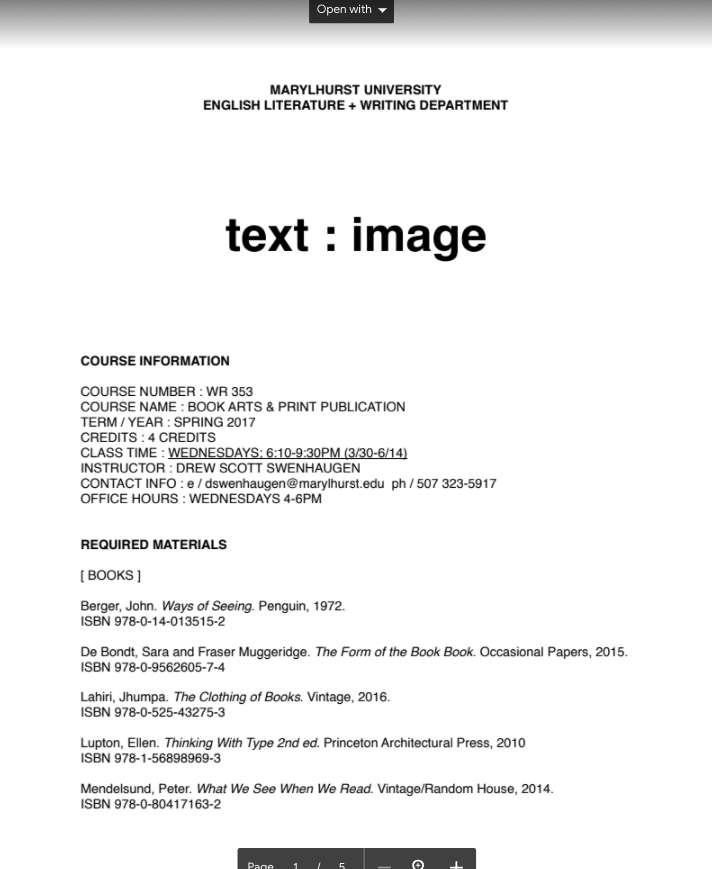 Open with
MARYLHURST UNIVERSITY
ENGLISH LITERATURE + WRITING DEPARTMENT
text : image
COURSE INFORMATION
COURSE NUMBER : WR 353
COURSE NAME : BOOK ARTS & PRINT PUBLICATION
TERM / YEAR : SPRING 2017
CREDITS : 4 CREDITS
CLASS TIME : WEDNESDAYS; 6:10-9:30PM (3/30-6/14)
INSTRUCTOR : DREW SCOTT SWENHAUGEN
CONTACT INFO : e / dswenhaugen@marylhurst.edu ph / 507 323-5917
OFFICE HOURS : WEDNESDAYS 4-6PM
REQUIRED MATERIALS
[ BOOKS ]
Berger, John. Ways of Seeing. Penguin, 1972.
ISBN 978-0-14-013515-2
De Bondt, Sara and Fraser Muggeridge. The Form of the Book Book. Occasional Papers, 2015.
ISBN 978-0-9562605-7-4
Lahiri, Jhumpa. The Clothing of Books. Vintage, 2016.
ISBN 978-0-525-43275-3
Lupton, Ellen. Thinking With Type 2nd ed. Princeton Architectural Press, 2010
ISBN 978-1-56898969-3
Mendelsund, Peter. What We See When We Read. Vintage/Random House, 2014.
ISBN 978-0-80417163-2
Page 1 / 5